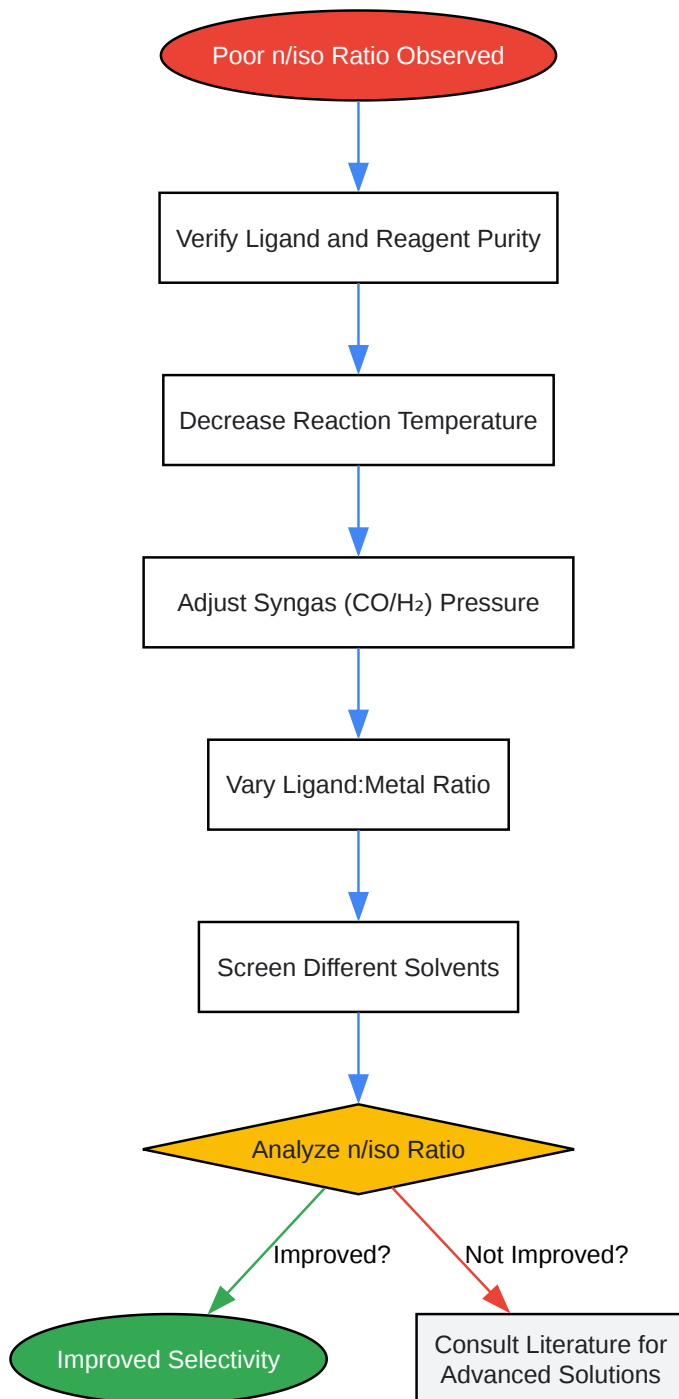 Poor n/iso Ratio Observed
Verify Ligand and Reagent Purity
Decrease Reaction Temperature
Adjust Syngas (CO/H₂) Pressure
Vary Ligand:Metal Ratio
Screen Different Solvents
Analyze n/iso Ratio
Improved?
Not Improved?
Improved Selectivity
Consult Literature for
Advanced Solutions